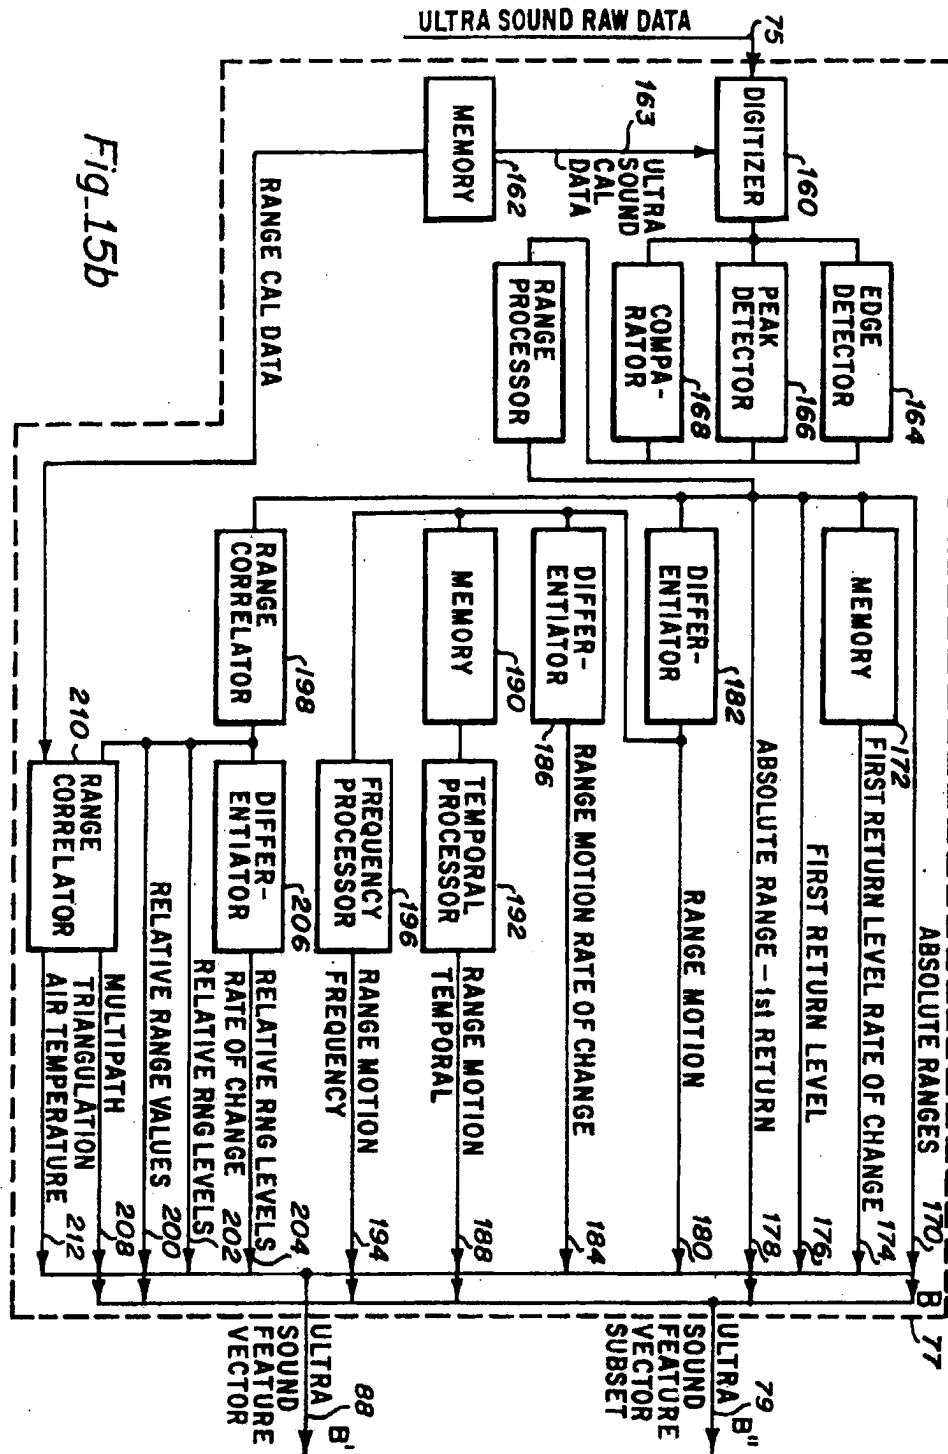 ULTRA SOUND RAW DATA
75
DIGITIZER
160
163
ULTRA
SOUND
CAL
DATA
MEMORY
162
RANGE CAL DATA
EDGE
DETECTOR
164
PEAK
DETECTOR
166
COMPA-
RATOR
168
RANGE
PROCESSOR
MEMORY
172
DIFFER-
ENTIATOR
182
DIFFER-
ENTIATOR
186
MEMORY
190
TEMPORAL
PROCESSOR
192
FREQUENCY
PROCESSOR
196
RANGE
CORRELATOR
198
DIFFER-
ENTIATOR
206
210
RANGE
CORRELATOR
ABSOLUTE RANGES
170
FIRST RETURN LEVEL RATE OF CHANGE
174
FIRST RETURN LEVEL
176
ABSOLUTE RANGE - 1st RETURN
178
RANGE MOTION
180
RANGE MOTION RATE OF CHANGE
184
RANGE MOTION
TEMPORAL
188
RANGE MOTION
FREQUENCY
194
RELATIVE RNG LEVELS
RATE OF CHANGE
204
RELATIVE RNG LEVELS
202
RELATIVE RANGE VALUES
200
MULTIPATH
TRIANGULATION
208
AIR TEMPERATURE
212
B
77
79
ULTRA B"
SOUND
FEATURE
VECTOR
SUBSET
88
ULTRA B'
SOUND
FEATURE
VECTOR
Fig_15b